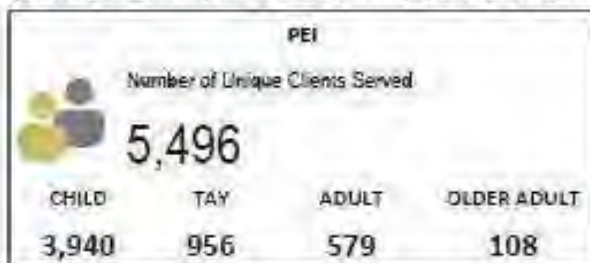 PEI
Number of Unique Clients Served
5,496
CHILD TAY ADULT OLDER ADULT
3,940 956 579 108